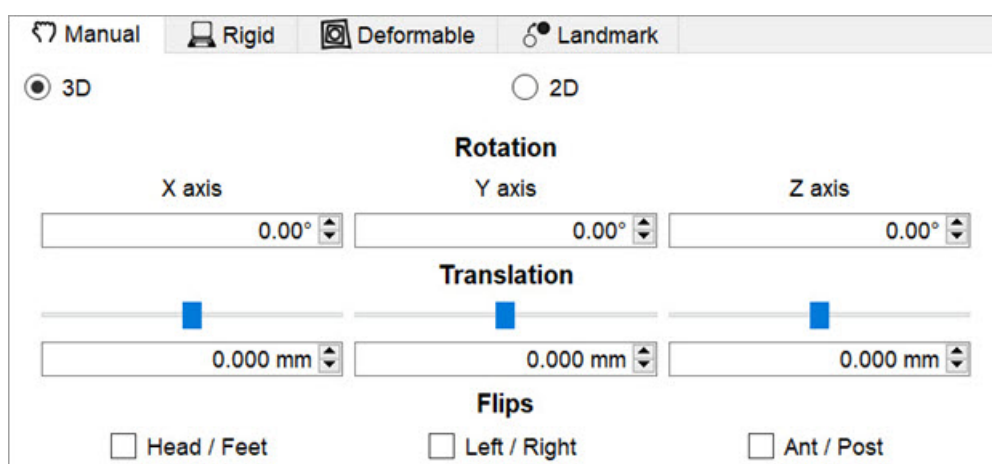 Manual Rigid Deformable Landmark
3D 2D
Rotation
X axis Y axis Z axis
0.00° 0.00° 0.00°
Translation
0.000 mm 0.000 mm 0.000 mm
Flips
Head / Feet Left / Right Ant / Post